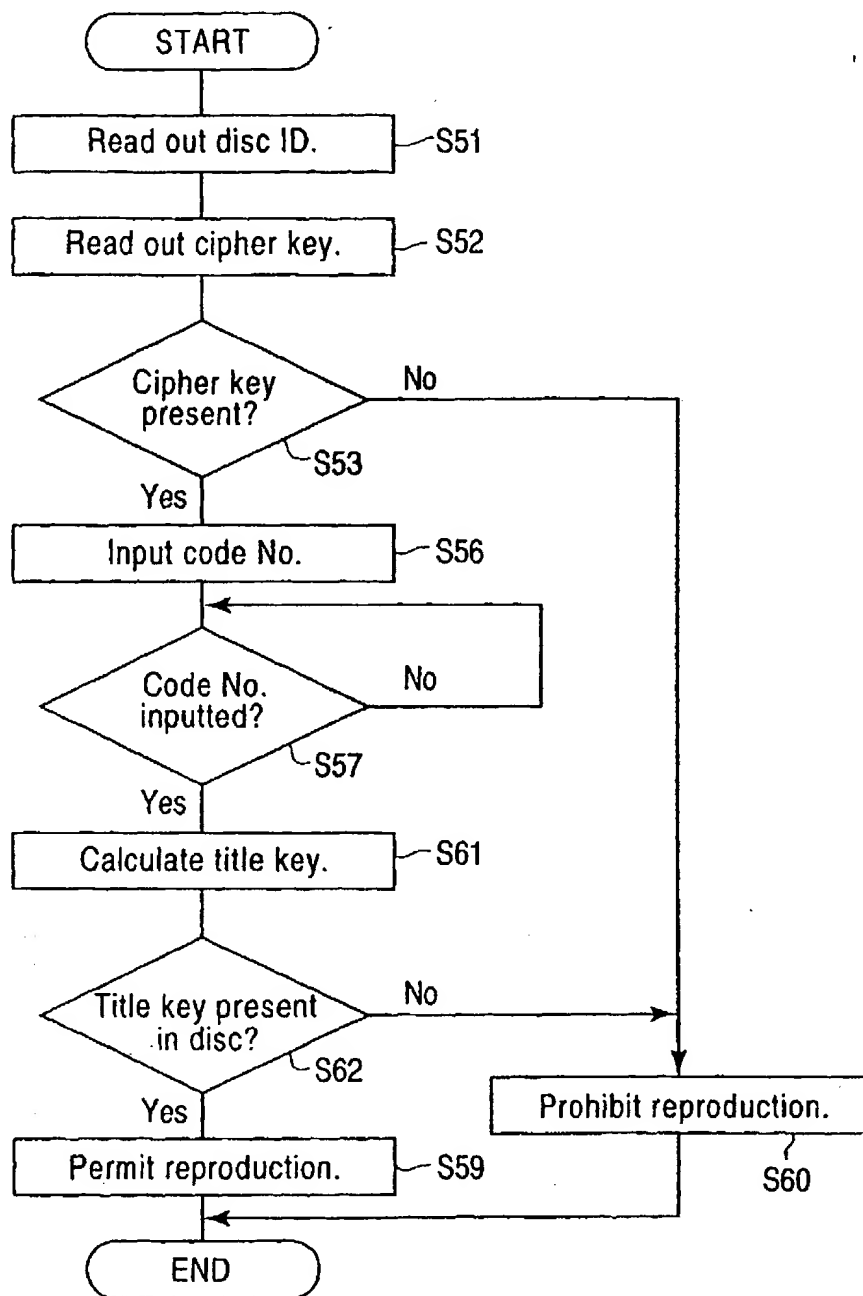 START
Read out disc ID.
S51
Read out cipher key.
S52
Cipher key
present?
No
S53
Yes
Input code No.
S56
Code No.
inputted?
No
S57
Yes
Calculate title key.
S61
Title key present
in disc?
No
S62
Yes
Prohibit reproduction.
S60
Permit reproduction.
S59
END